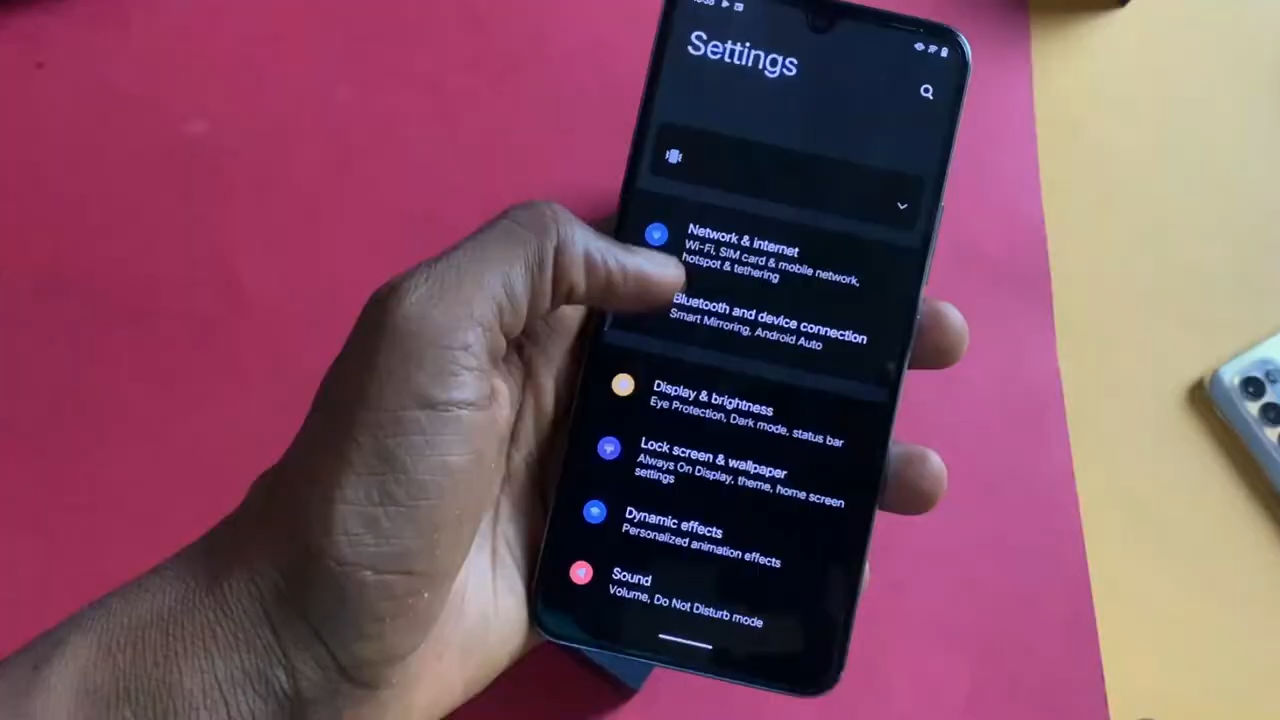 Settings
Network & internet
Wi-Fi, SIM card & mobile network,
hotspot & tethering
Bluetooth and device connection
Smart Mirroring, Android Auto
Display & brightness
Eye Protection, Dark mode, status bar
Lock screen & wallpaper
Always On Display, theme, home screen
settings
Dynamic effects
Personalized animation effects
Sound
Volume, Do Not Disturb mode